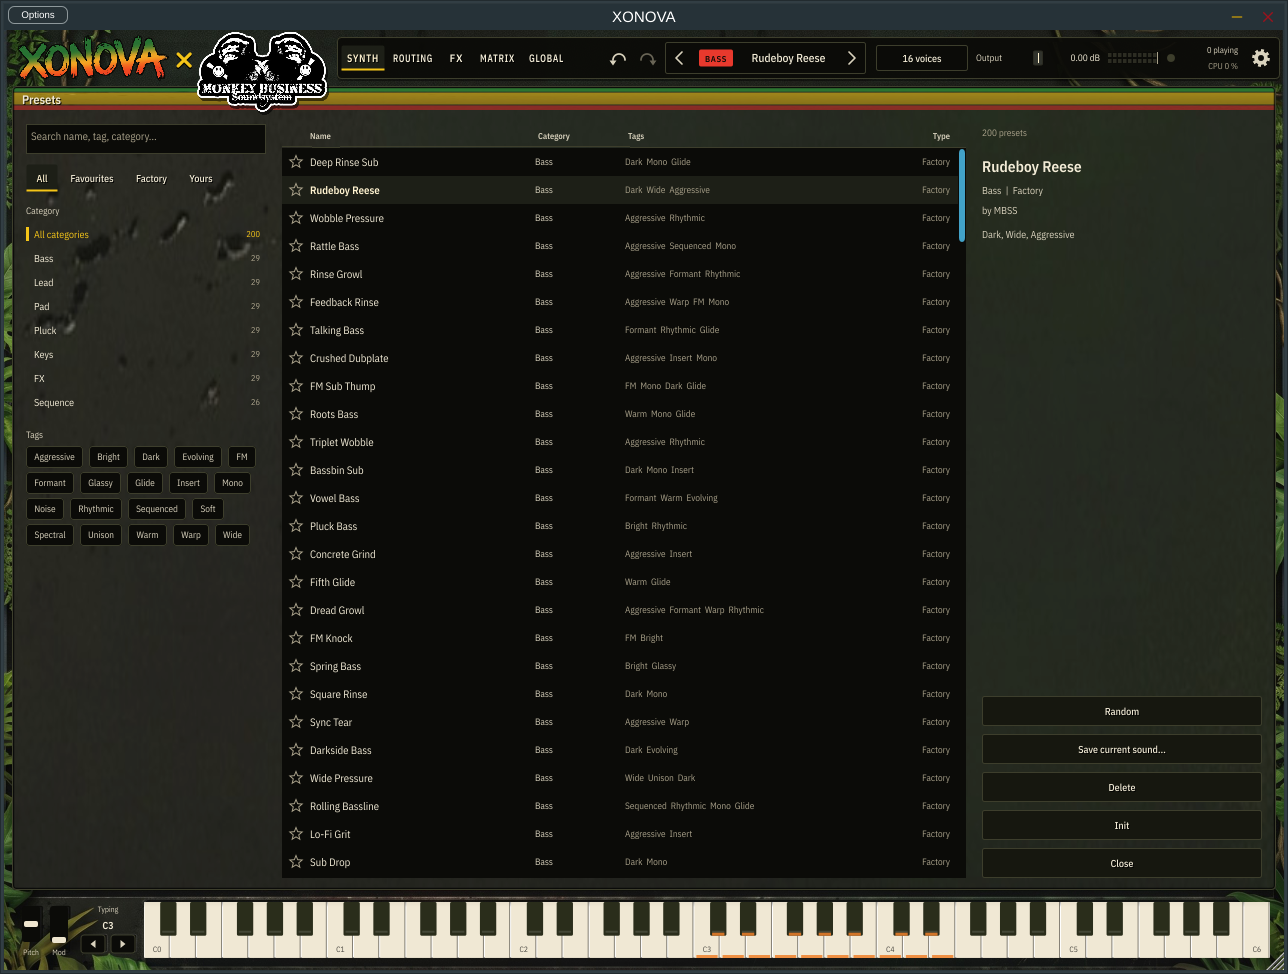 Options
XONOVA
XONOVA × MONKEY BUSINESS Soundsystem
SYNTH ROUTING FX MATRIX GLOBAL
BASS Rudeboy Reese
16 voices
Output 0.00 dB
0 playing
CPU 0 %
Presets
Search name, tag, category...
All Favourites Factory Yours
Category
All categories 200
Bass 29
Lead 29
Pad 29
Pluck 29
Keys 29
FX 29
Sequence 26
Tags
Aggressive Bright Dark Evolving FM
Formant Glassy Glide Insert Mono
Noise Rhythmic Sequenced Soft
Spectral Unison Warm Warp Wide
Name Category Tags Type
Deep Rinse Sub Bass Dark Mono Glide Factory
Rudeboy Reese Bass Dark Wide Aggressive Factory
Wobble Pressure Bass Aggressive Rhythmic Factory
Rattle Bass Bass Aggressive Sequenced Mono Factory
Rinse Growl Bass Aggressive Formant Rhythmic Factory
Feedback Rinse Bass Aggressive Warp FM Mono Factory
Talking Bass Bass Formant Rhythmic Glide Factory
Crushed Dubplate Bass Aggressive Insert Mono Factory
FM Sub Thump Bass FM Mono Dark Glide Factory
Roots Bass Bass Warm Mono Glide Factory
Triplet Wobble Bass Aggressive Rhythmic Factory
Bassbin Sub Bass Dark Mono Insert Factory
Vowel Bass Bass Formant Warm Evolving Factory
Pluck Bass Bass Bright Rhythmic Factory
Concrete Grind Bass Aggressive Insert Factory
Fifth Glide Bass Warm Glide Factory
Dread Growl Bass Aggressive Formant Warp Rhythmic Factory
FM Knock Bass FM Bright Factory
Spring Bass Bass Bright Glassy Factory
Square Rinse Bass Dark Mono Factory
Sync Tear Bass Aggressive Warp Factory
Darkside Bass Bass Dark Evolving Factory
Wide Pressure Bass Wide Unison Dark Factory
Rolling Bassline Bass Sequenced Rhythmic Mono Glide Factory
Lo-Fi Grit Bass Aggressive Insert Factory
Sub Drop Bass Dark Mono Factory
200 presets
Rudeboy Reese
Bass | Factory
by MBSS
Dark, Wide, Aggressive
Random
Save current sound...
Delete
Init
Close
Pitch Mod
Typing
C3
C0 C1 C2 C3 C4 C5 C6